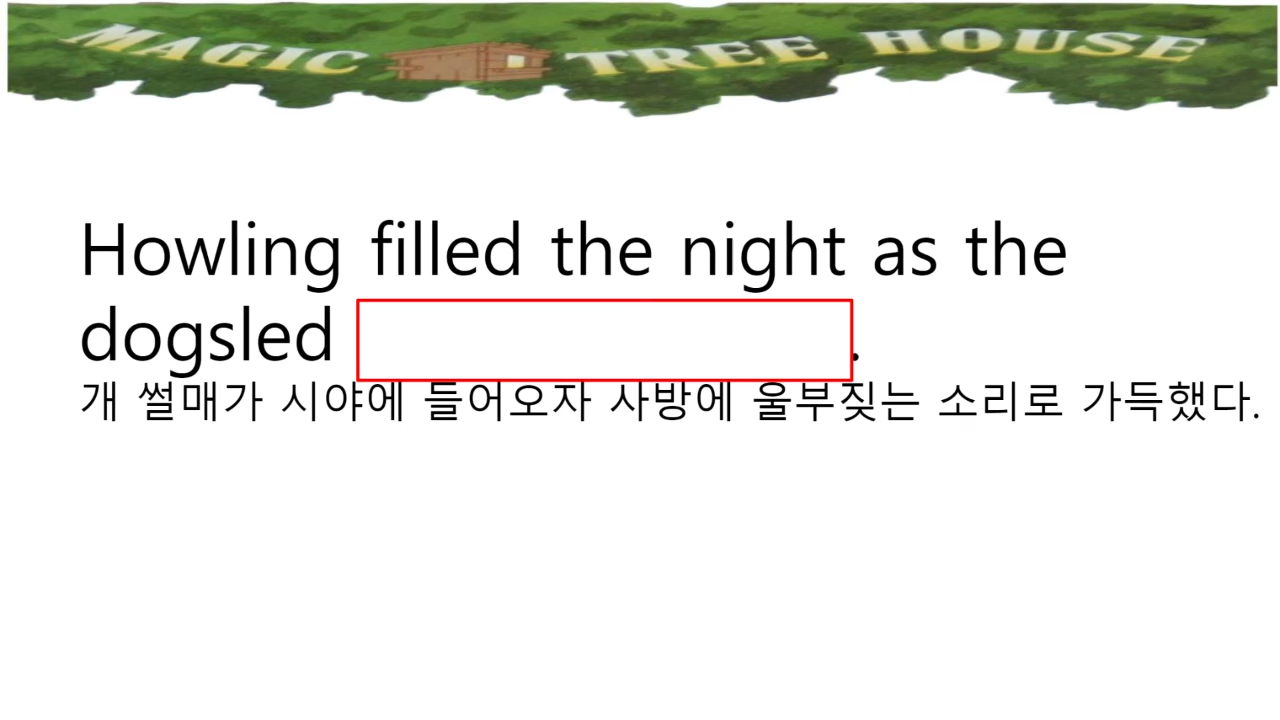 MAGIC TREE HOUSE
Howling filled the night as the
dogsled .
개 썰매가 시야에 들어오자 사방에 울부짖는 소리로 가득했다.